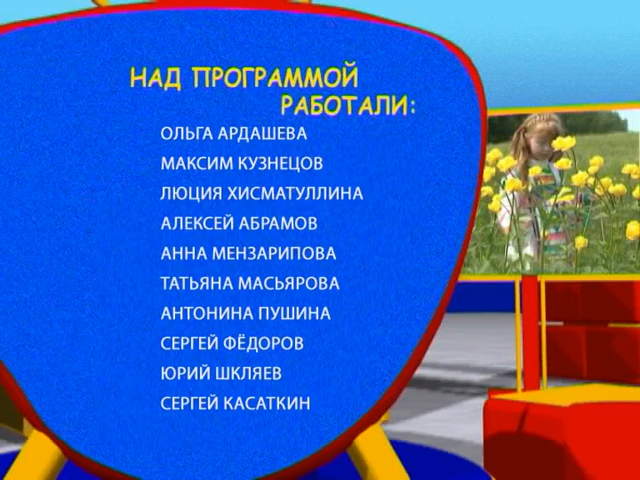 НАД ПРОГРАММОЙ
РАБОТАЛИ:
ОЛЬГА АРДАШЕВА
МАКСИМ КУЗНЕЦОВ
ЛЮЦИЯ ХИСМАТУЛЛИНА
АЛЕКСЕЙ АБРАМОВ
АННА МЕНЗАРИПОВА
ТАТЬЯНА МАСЬЯРОВА
АНТОНИНА ПУШИНА
СЕРГЕЙ ФЁДОРОВ
ЮРИЙ ШКЛЯЕВ
СЕРГЕЙ КАСАТКИН